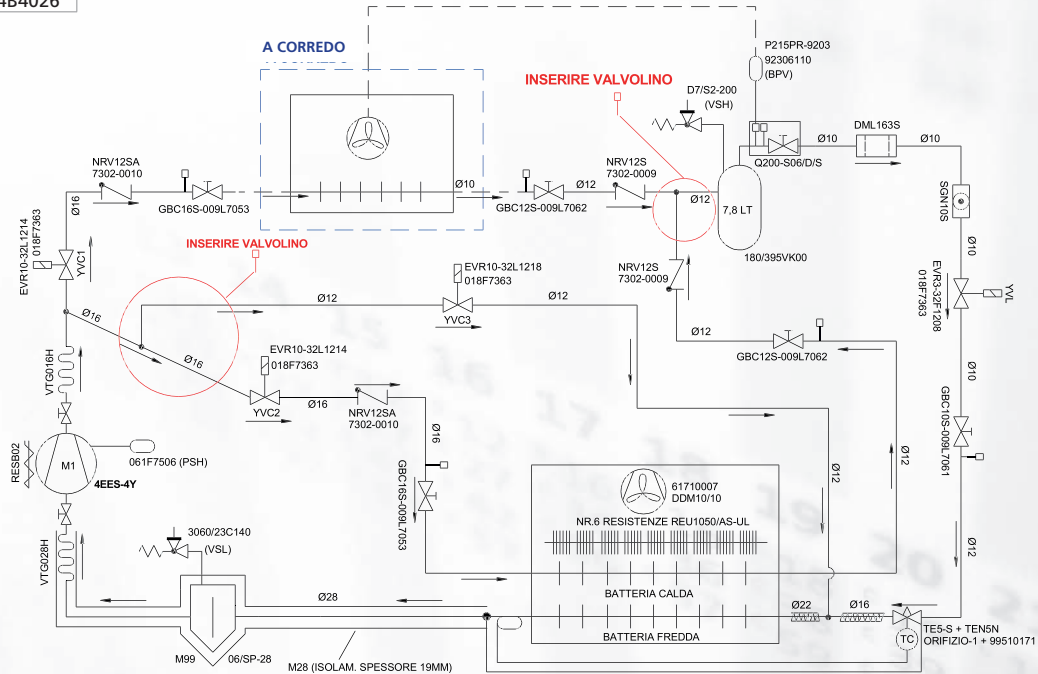 4B4026
A CORREDO
INSERIRE VALVOLINO
P215PR-9203
92306110
(BPV)
D7/S2-200
(VSH)
DML163S
Ø10
Ø10
Q200-S06/D/S
NRV12SA
7302-0010
Ø16
GBC16S-009L7053
Ø10
GBC12S-009L7062
Ø12
NRV12S
7302-0009
Ø12
7,8 LT
180/395VK00
SGN10S
Ø10
EVR10-32L1214
018F7363
YVC1
INSERIRE VALVOLINO
EVR10-32L1218
018F7363
Ø12
YVC3
Ø12
NRV12S
7302-0009
EVR3-32F1208
018F7363
YVL
Ø16
Ø16
EVR10-32L1214
018F7363
YVC2
Ø16
NRV12SA
7302-0010
Ø12
GBC12S-009L7062
Ø10
VTG016H
GBC10S-009L7061
RESB02
M1
4EES-4Y
061F7506 (PSH)
Ø16
GBC16S-009L7053
Ø12
Ø12
61710007
DDM10/10
NR.6 RESISTENZE REU1050/AS-UL
Ø12
VTG028H
3060/23C140
(VSL)
BATTERIA CALDA
Ø28
Ø22
Ø16
BATTERIA FREDDA
TC
TE5-S + TEN5N
ORIFIZIO-1 + 99510171
M99
06/SP-28
M28 (ISOLAM. SPESSORE 19MM)